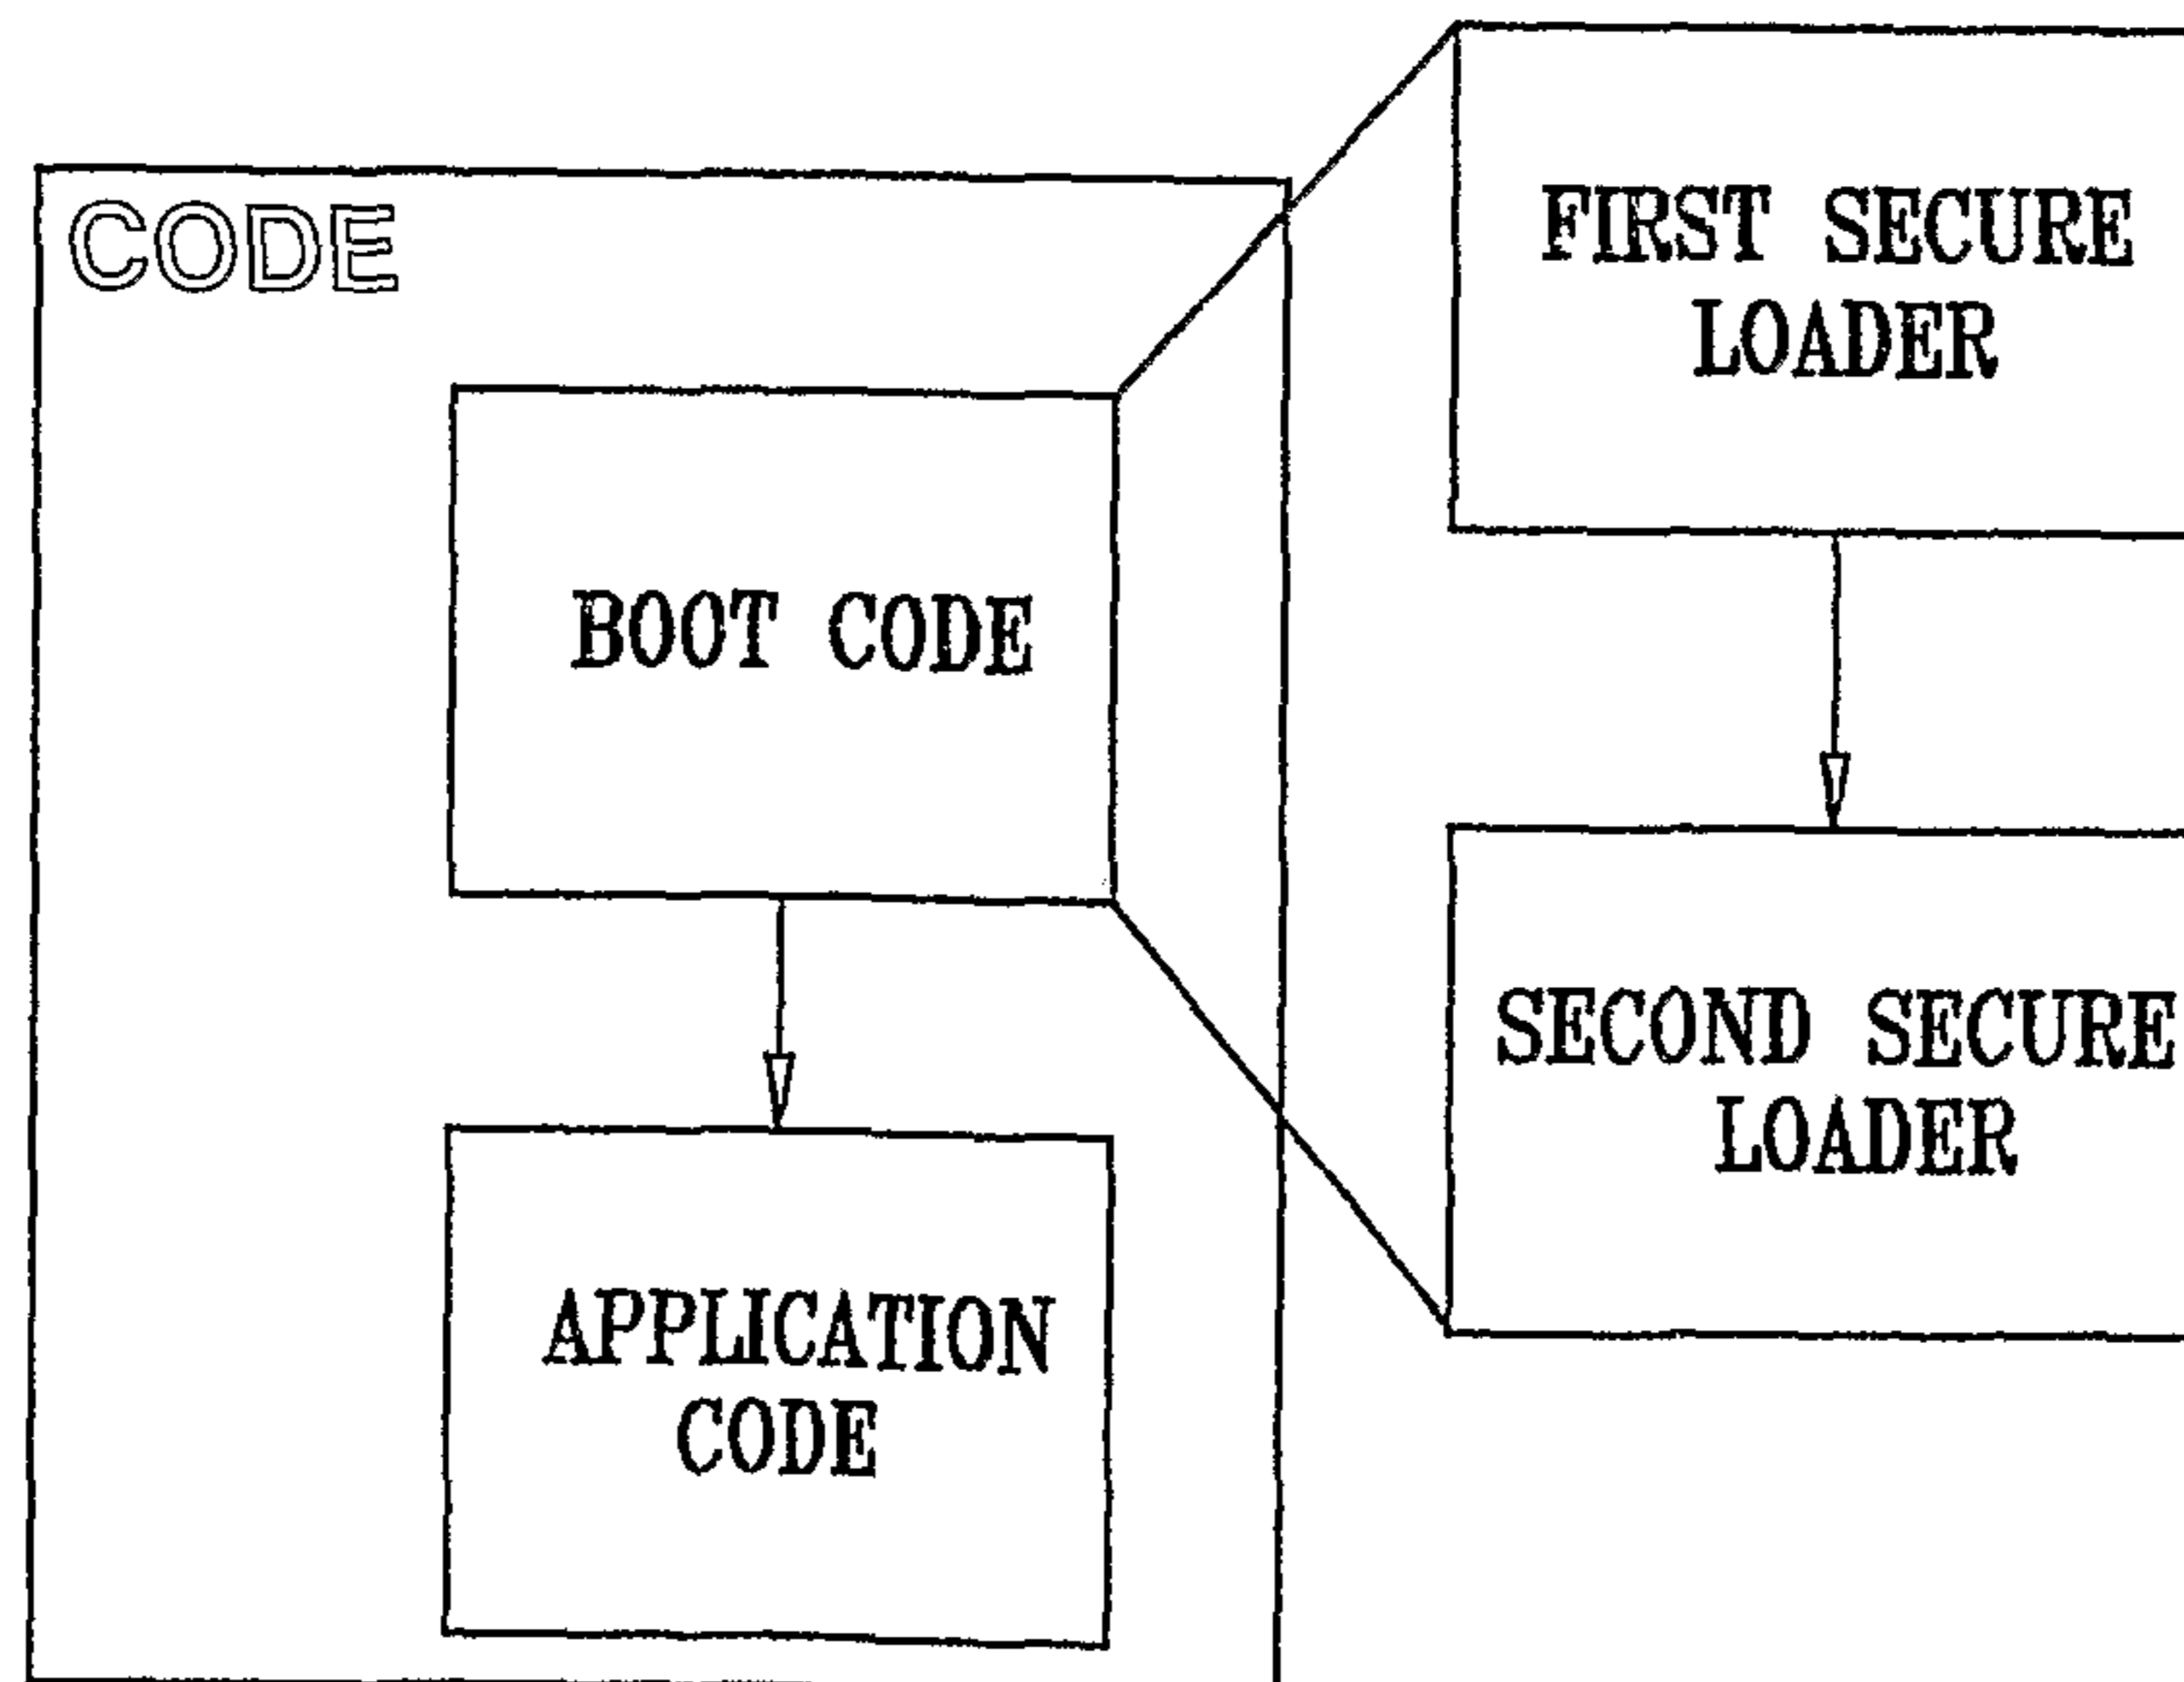 CODE
BOOT CODE
APPLICATION
CODE
FIRST SECURE
LOADER
SECOND SECURE
LOADER